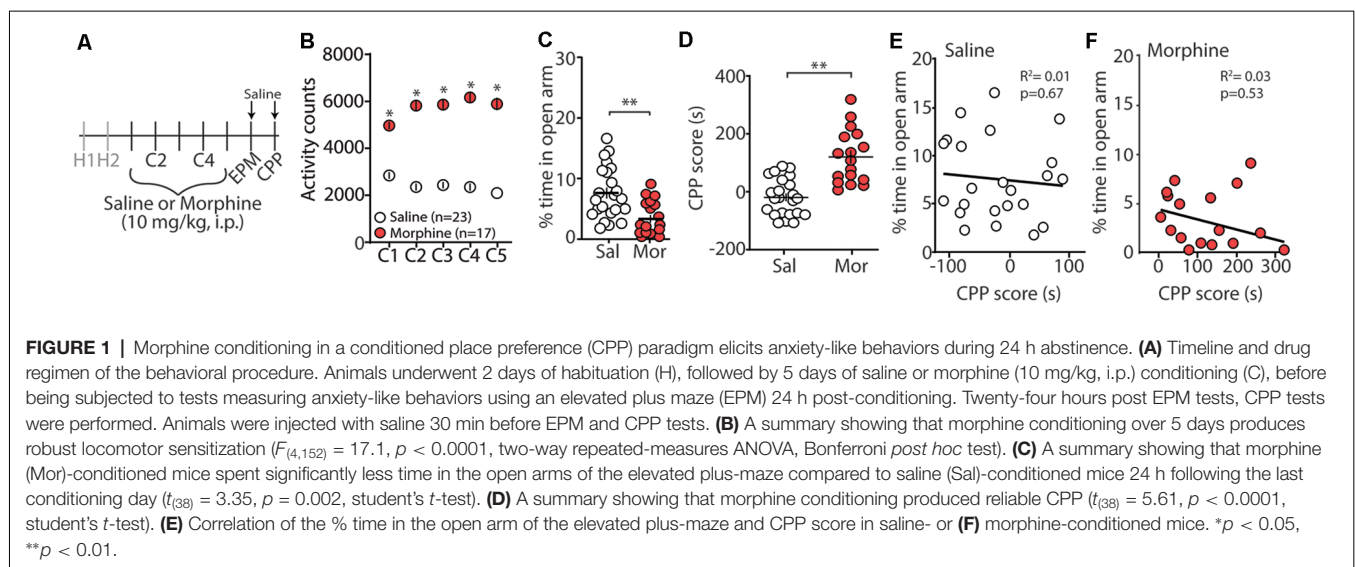 A
Saline
H1 H2 C2 C4 EPM CPP
Saline or Morphine
(10 mg/kg, i.p.)
B
Activity counts
8000
6000
4000
2000
0
* * * * *
Saline (n=23)
Morphine (n=17)
C1 C2 C3 C4 C5
C
% time in open arm
30
20
10
0
**
Sal Mor
D
CPP score (s)
400
200
0
-200
**
Sal Mor
E
Saline
% time in open arm
20
15
10
5
0
R²= 0.01
p=0.67
-100 0 100
CPP score (s)
F
Morphine
% time in open arm
20
15
10
5
0
R²= 0.03
p=0.53
0 100 200 300
CPP score (s)
FIGURE 1 | Morphine conditioning in a conditioned place preference (CPP) paradigm elicits anxiety-like behaviors during 24 h abstinence. (A) Timeline and drug
regimen of the behavioral procedure. Animals underwent 2 days of habituation (H), followed by 5 days of saline or morphine (10 mg/kg, i.p.) conditioning (C), before
being subjected to tests measuring anxiety-like behaviors using an elevated plus maze (EPM) 24 h post-conditioning. Twenty-four hours post EPM tests, CPP tests
were performed. Animals were injected with saline 30 min before EPM and CPP tests. (B) A summary showing that morphine conditioning over 5 days produces
robust locomotor sensitization (F(4,152) = 17.1, p < 0.0001, two-way repeated-measures ANOVA, Bonferroni post hoc test). (C) A summary showing that morphine
(Mor)-conditioned mice spent significantly less time in the open arms of the elevated plus-maze compared to saline (Sal)-conditioned mice 24 h following the last
conditioning day (t(38) = 3.35, p = 0.002, student's t-test). (D) A summary showing that morphine conditioning produced reliable CPP (t(38) = 5.61, p < 0.0001,
student's t-test). (E) Correlation of the % time in the open arm of the elevated plus-maze and CPP score in saline- or (F) morphine-conditioned mice. *p < 0.05,
**p < 0.01.